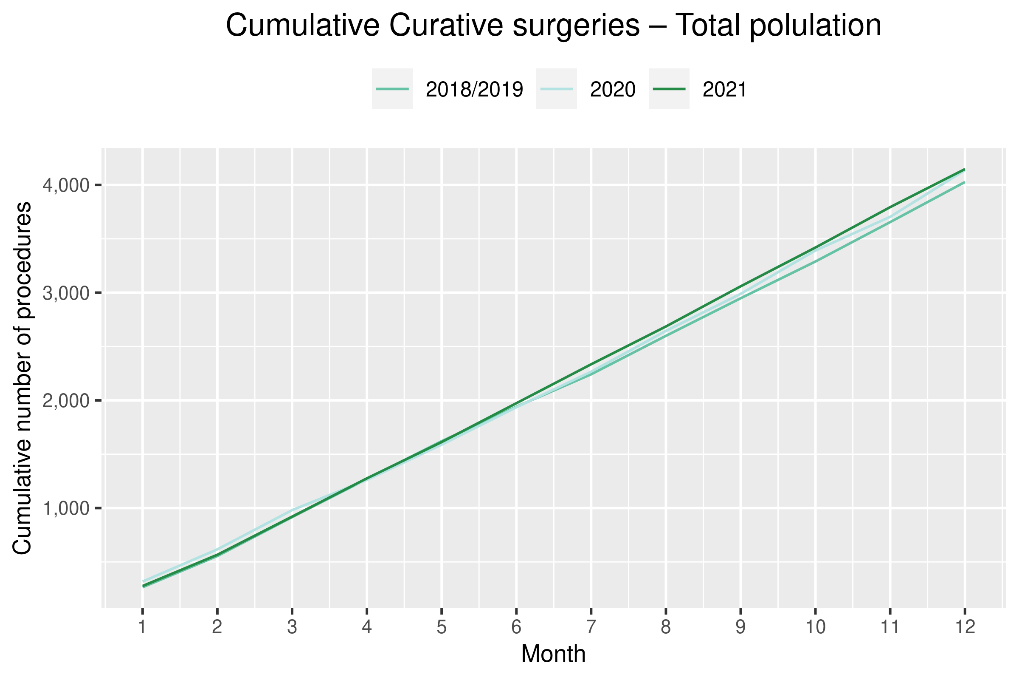 Cumulative Curative surgeries – Total polulation
2018/2019 2020 2021
Cumulative number of procedures
4,000
3,000
2,000
1,000
1 2 3 4 5 6 7 8 9 10 11 12
Month